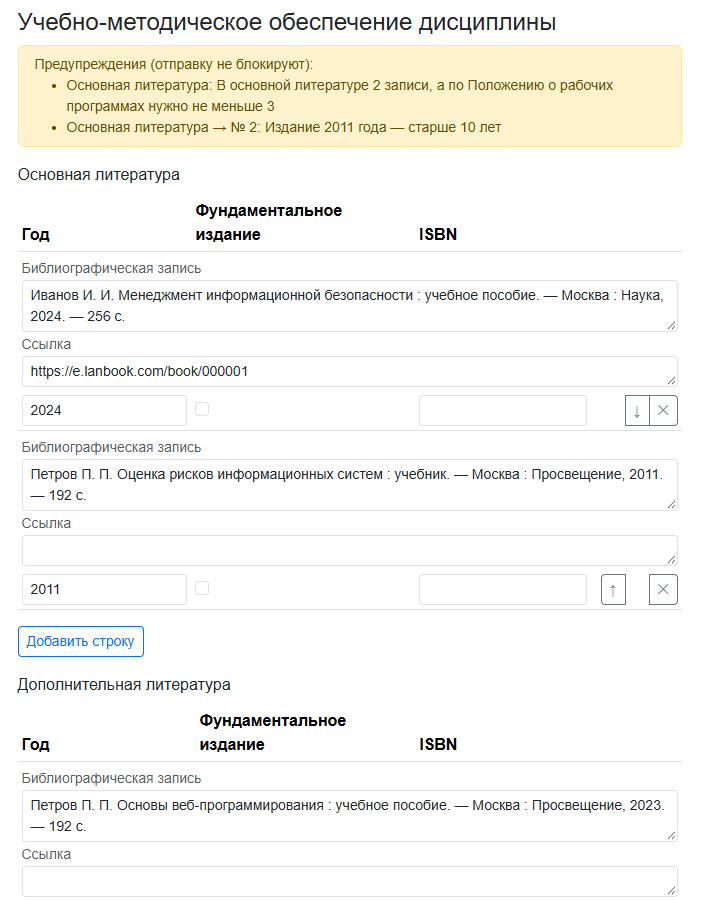 Учебно-методическое обеспечение дисциплины
Предупреждения (отправку не блокируют):
• Основная литература: В основной литературе 2 записи, а по Положению о рабочих
программах нужно не меньше 3
• Основная литература → № 2: Издание 2011 года — старше 10 лет
Основная литература
Год Фундаментальное издание ISBN
Библиографическая запись
Иванов И. И. Менеджмент информационной безопасности : учебное пособие. — Москва : Наука,
2024. — 256 с.
Ссылка
https://e.lanbook.com/book/000001
2024 ↓ ×
Библиографическая запись
Петров П. П. Оценка рисков информационных систем : учебник. — Москва : Просвещение, 2011.
— 192 с.
Ссылка
2011 ↑ ×
Добавить строку
Дополнительная литература
Год Фундаментальное издание ISBN
Библиографическая запись
Петров П. П. Основы веб-программирования : учебное пособие. — Москва : Просвещение, 2023.
— 192 с.
Ссылка